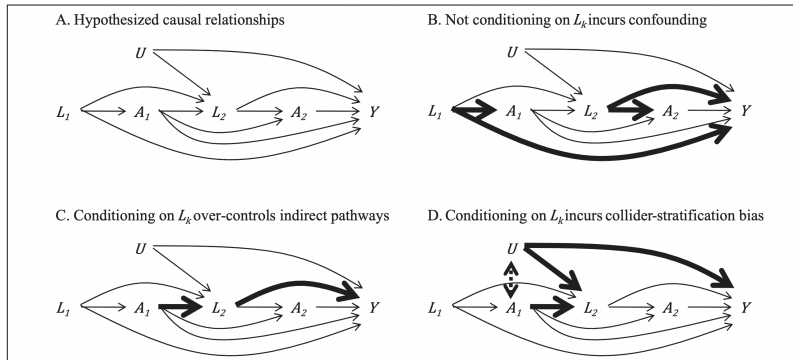 A. Hypothesized causal relationships
U
L1 A1 L2 A2 Y
B. Not conditioning on Lk incurs confounding
U
L1 A1 L2 A2 Y
C. Conditioning on Lk over-controls indirect pathways
U
L1 A1 L2 A2 Y
D. Conditioning on Lk incurs collider-stratification bias
U
L1 A1 L2 A2 Y